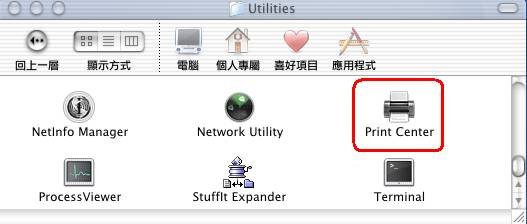 Utilities
回上一層 顯示方式 電腦 個人專屬 喜好項目 應用程式
NetInfo Manager Network Utility Print Center
ProcessViewer StuffIt Expander Terminal